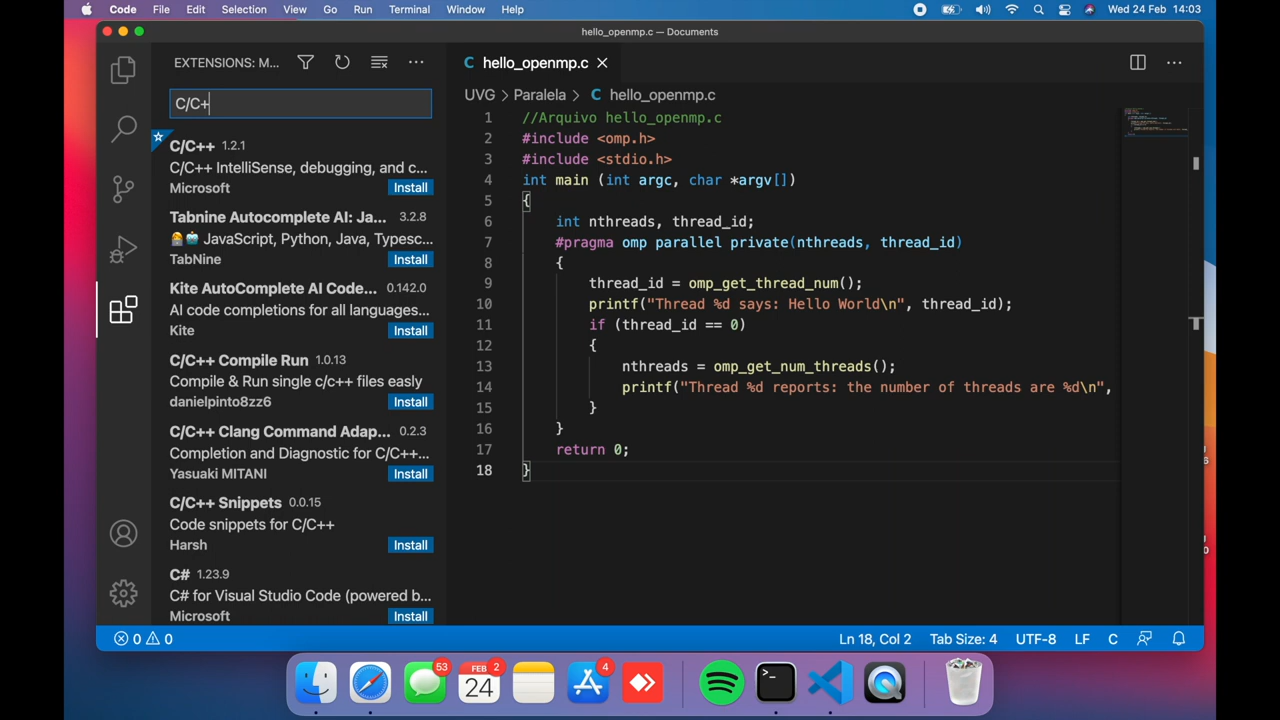 Code File Edit Selection View Go Run Terminal Window Help Wed 24 Feb 14:03
hello_openmp.c — Documents
EXTENSIONS: M...
hello_openmp.c
UVG > Paralela > C hello_openmp.c
C/C+
C/C++ 1.2.1
C/C++ IntelliSense, debugging, and c...
Microsoft Install
Tabnine Autocomplete AI: Ja... 3.2.8
JavaScript, Python, Java, Typesc...
TabNine Install
Kite AutoComplete AI Code... 0.142.0
AI code completions for all languages...
Kite Install
C/C++ Compile Run 1.0.13
Compile & Run single c/c++ files easily
danielpinto8zz6 Install
C/C++ Clang Command Adap... 0.2.3
Completion and Diagnostic for C/C++...
Yasuaki MITANI Install
C/C++ Snippets 0.0.15
Code snippets for C/C++
Harsh Install
C# 1.23.9
C# for Visual Studio Code (powered b...
Microsoft Install
1 //Arquivo hello_openmp.c
2 #include <omp.h>
3 #include <stdio.h>
4 int main (int argc, char *argv[])
5 {
6 int nthreads, thread_id;
7 #pragma omp parallel private(nthreads, thread_id)
8 {
9 thread_id = omp_get_thread_num();
10 printf("Thread %d says: Hello World\n", thread_id);
11 if (thread_id == 0)
12 {
13 nthreads = omp_get_num_threads();
14 printf("Thread %d reports: the number of threads are %d\n",
15 }
16 }
17 return 0;
18 }
0 0 Ln 18, Col 2 Tab Size: 4 UTF-8 LF C
53 FEB 2 24 4